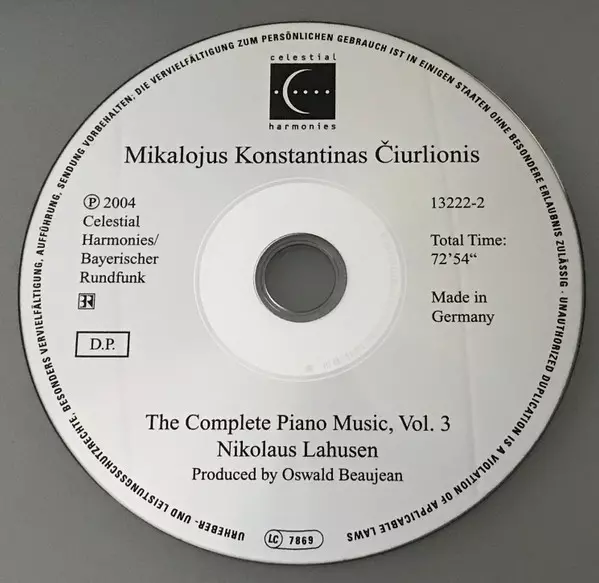 URHEBER- UND LEISTUNGSSCHUTZRECHTE, BESONDERS VERVIELFÄLTIGUNG, AUFFÜHRUNG, SENDUNG VORBEHALTEN; DIE VERVIELFÄLTIGUNG ZUM PERSÖNLICHEN GEBRAUCH IST IN EINIGEN STAATEN OHNE BESONDERE ERLAUBNIS ZULÄSSIG · UNAUTHORIZED DUPLICATION IS A VIOLATION OF APPLICABLE LAWS
celestial
harmonies
Mikalojus Konstantinas Čiurlionis
℗ 2004
Celestial
Harmonies/
Bayerischer
Rundfunk
BR
D.P.
13222-2
Total Time:
72’54“
Made in
Germany
The Complete Piano Music, Vol. 3
Nikolaus Lahusen
Produced by Oswald Beaujean
LC 7869